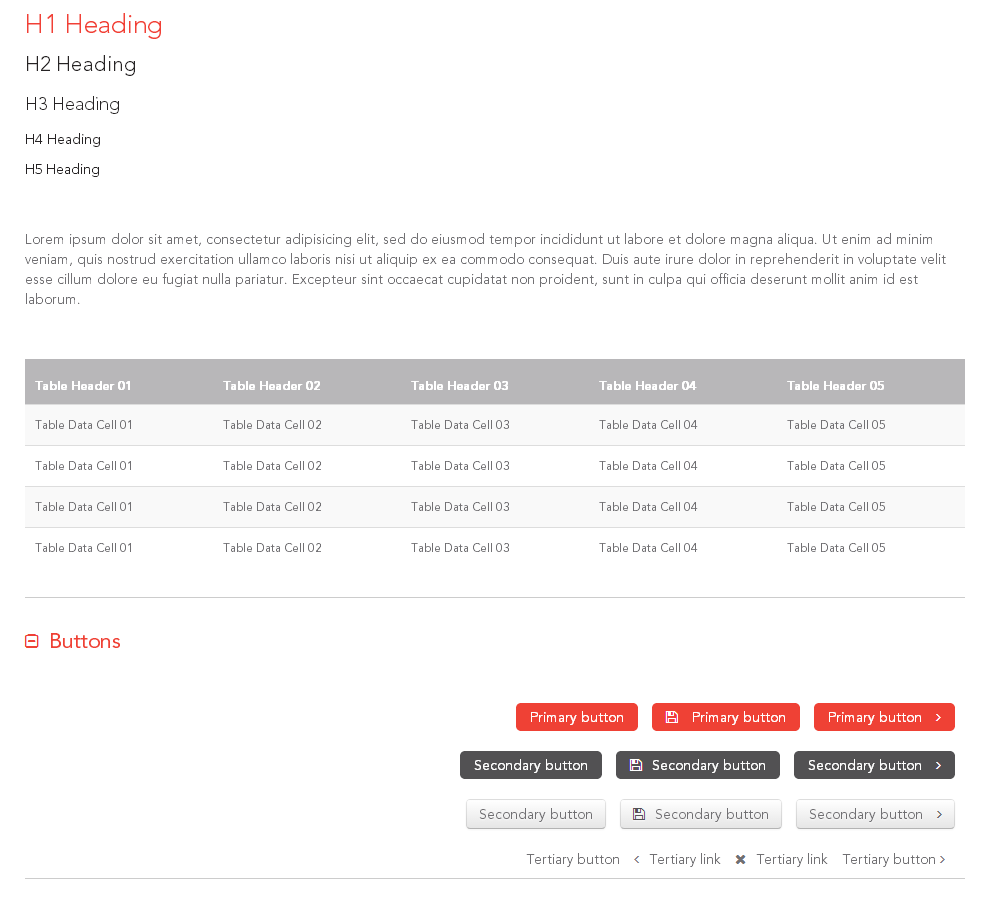 H1 Heading
H2 Heading
H3 Heading
H4 Heading
H5 Heading
Lorem ipsum dolor sit amet, consectetur adipisicing elit, sed do eiusmod tempor incididunt ut labore et dolore magna aliqua. Ut enim ad minim
veniam, quis nostrud exercitation ullamco laboris nisi ut aliquip ex ea commodo consequat. Duis aute irure dolor in reprehenderit in voluptate velit
esse cillum dolore eu fugiat nulla pariatur. Excepteur sint occaecat cupidatat non proident, sunt in culpa qui officia deserunt mollit anim id est
laborum.
Table Header 01 Table Header 02 Table Header 03 Table Header 04 Table Header 05
Table Data Cell 01 Table Data Cell 02 Table Data Cell 03 Table Data Cell 04 Table Data Cell 05
Table Data Cell 01 Table Data Cell 02 Table Data Cell 03 Table Data Cell 04 Table Data Cell 05
Table Data Cell 01 Table Data Cell 02 Table Data Cell 03 Table Data Cell 04 Table Data Cell 05
Table Data Cell 01 Table Data Cell 02 Table Data Cell 03 Table Data Cell 04 Table Data Cell 05
Buttons
Primary button Primary button Primary button
Secondary button Secondary button Secondary button
Secondary button Secondary button Secondary button
Tertiary button Tertiary link Tertiary link Tertiary button